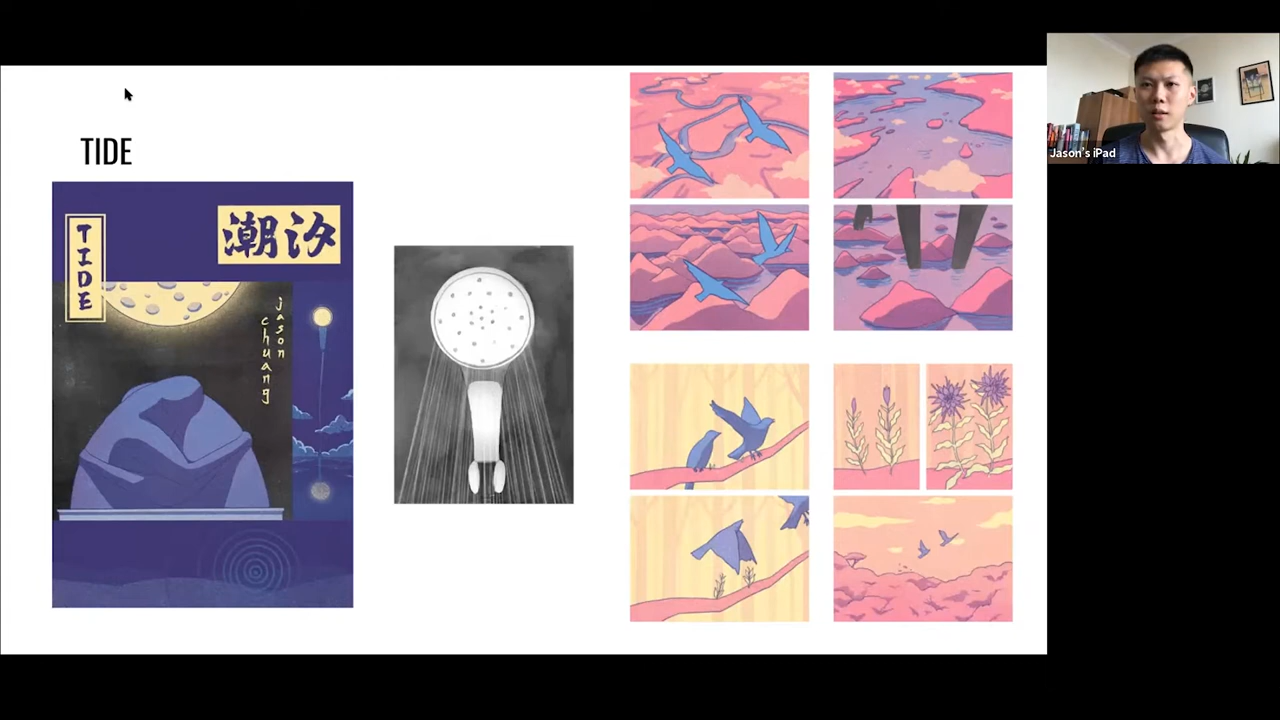 TIDE
TIDE
潮汐
jason
chuang
Jason's iPad